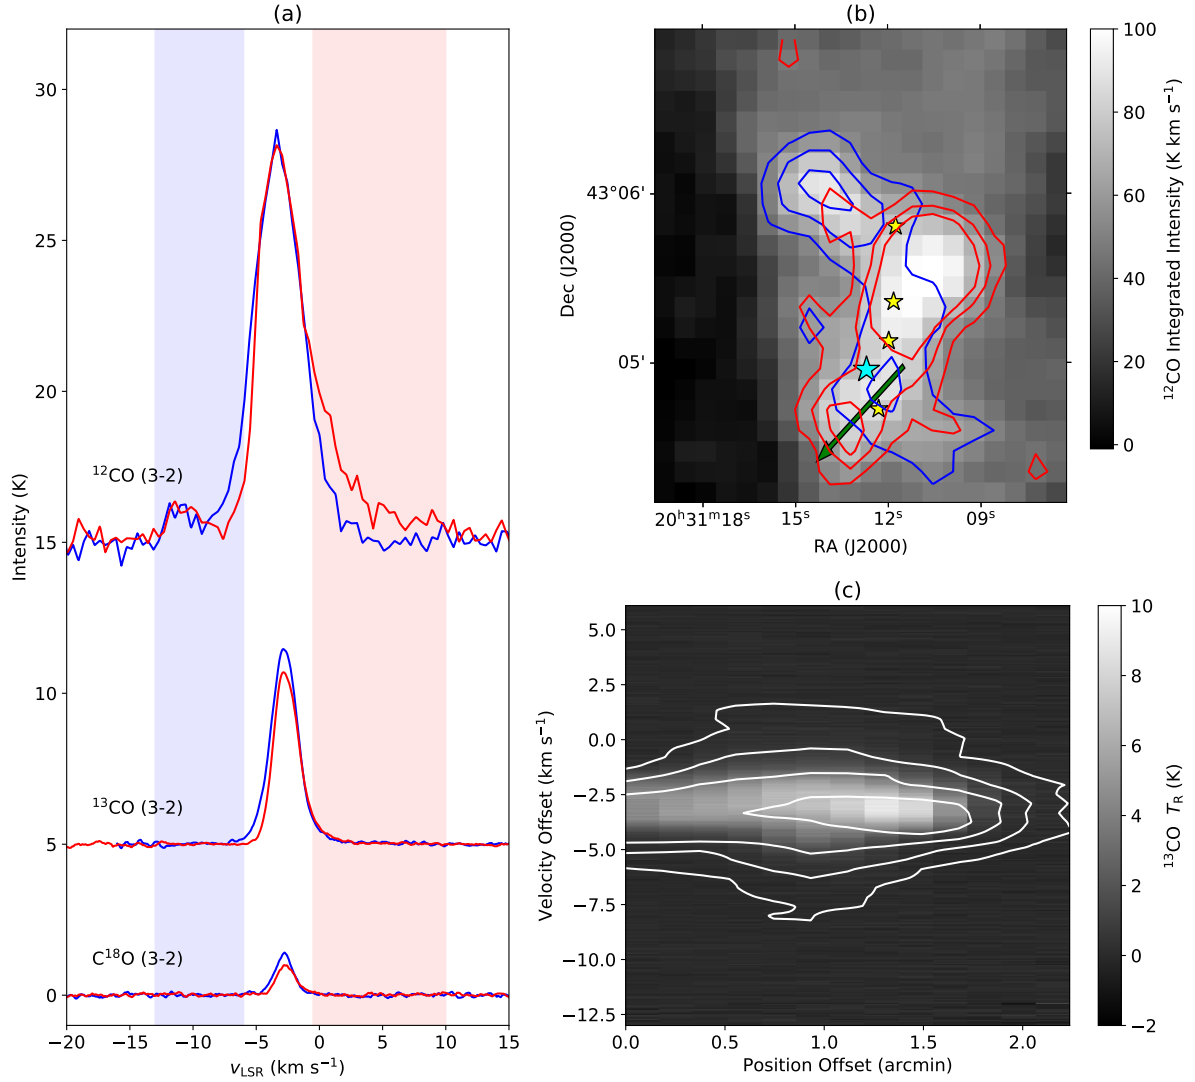 (a)
30
25
20
15
10
5
0
Intensity (K)
¹²CO (3-2)
¹³CO (3-2)
C¹⁸O (3-2)
−20 −15 −10 −5 0 5 10 15
v_LSR (km s⁻¹)
(b)
43°06'
05'
Dec (J2000)
20ʰ31ᵐ18ˢ 15ˢ 12ˢ 09ˢ
RA (J2000)
100
80
60
40
20
0
¹²CO Integrated Intensity (K km s⁻¹)
(c)
5.0
2.5
0.0
−2.5
−5.0
−7.5
−10.0
−12.5
Velocity Offset (km s⁻¹)
0.0 0.5 1.0 1.5 2.0
Position Offset (arcmin)
10
8
6
4
2
0
−2
¹³CO T_R (K)